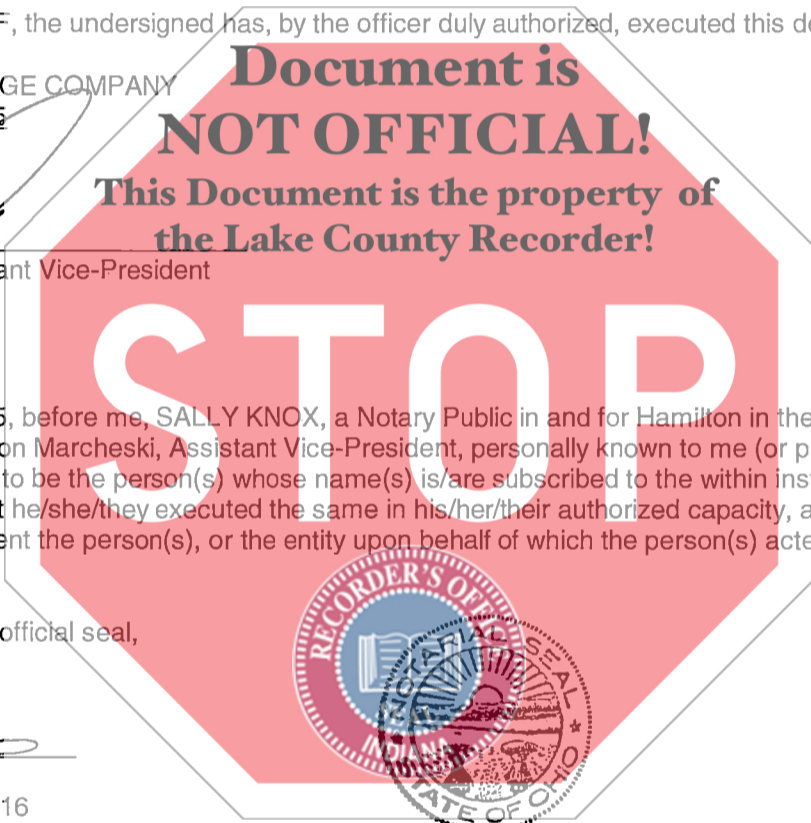 , the undersigned has, by the officer duly authorized, executed this d
Document is
GE COMPANY
NOT OFFICIAL!
This Document is the property of
the Lake County Recorder!
ant Vice-President
STOP
5, before me, SALLY KNOX, a Notary Public in and for Hamilton in the
on Marcheski, Assistant Vice-President, personally known to me (or p
to be the person(s) whose name(s) is/are subscribed to the within inst
he/she/they executed the same in his/her/their authorized capacity, a
ent the person(s), or the entity upon behalf of which the person(s) acte
RECORDER'S OFFICE
SEAL
INDIANA
official seal,
NOTARIAL SEAL
STATE OF OHIO
16